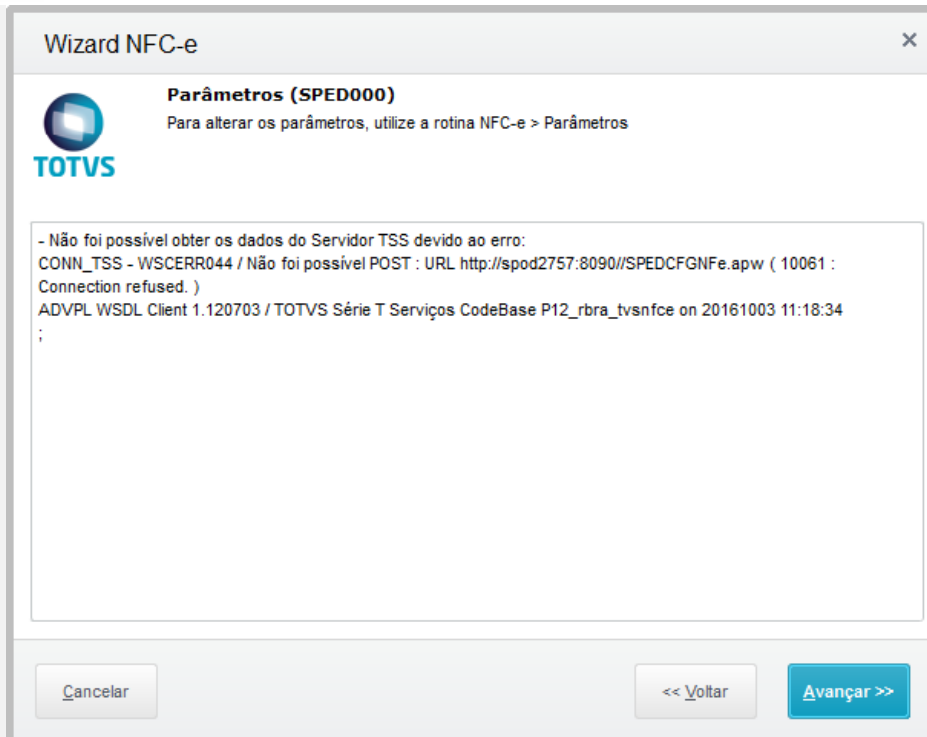 Wizard NFC-e
×
Parâmetros (SPED000)
Para alterar os parâmetros, utilize a rotina NFC-e > Parâmetros
TOTVS
- Não foi possível obter os dados do Servidor TSS devido ao erro:
CONN_TSS - WSCERR044 / Não foi possível POST : URL http://spod2757:8090//SPEDCFGNFe.apw ( 10061 :
Connection refused. )
ADVPL WSDL Client 1.120703 / TOTVS Série T Serviços CodeBase P12_rbra_tvsnfce on 20161003 11:18:34
;
Cancelar
<< Voltar
Avançar >>